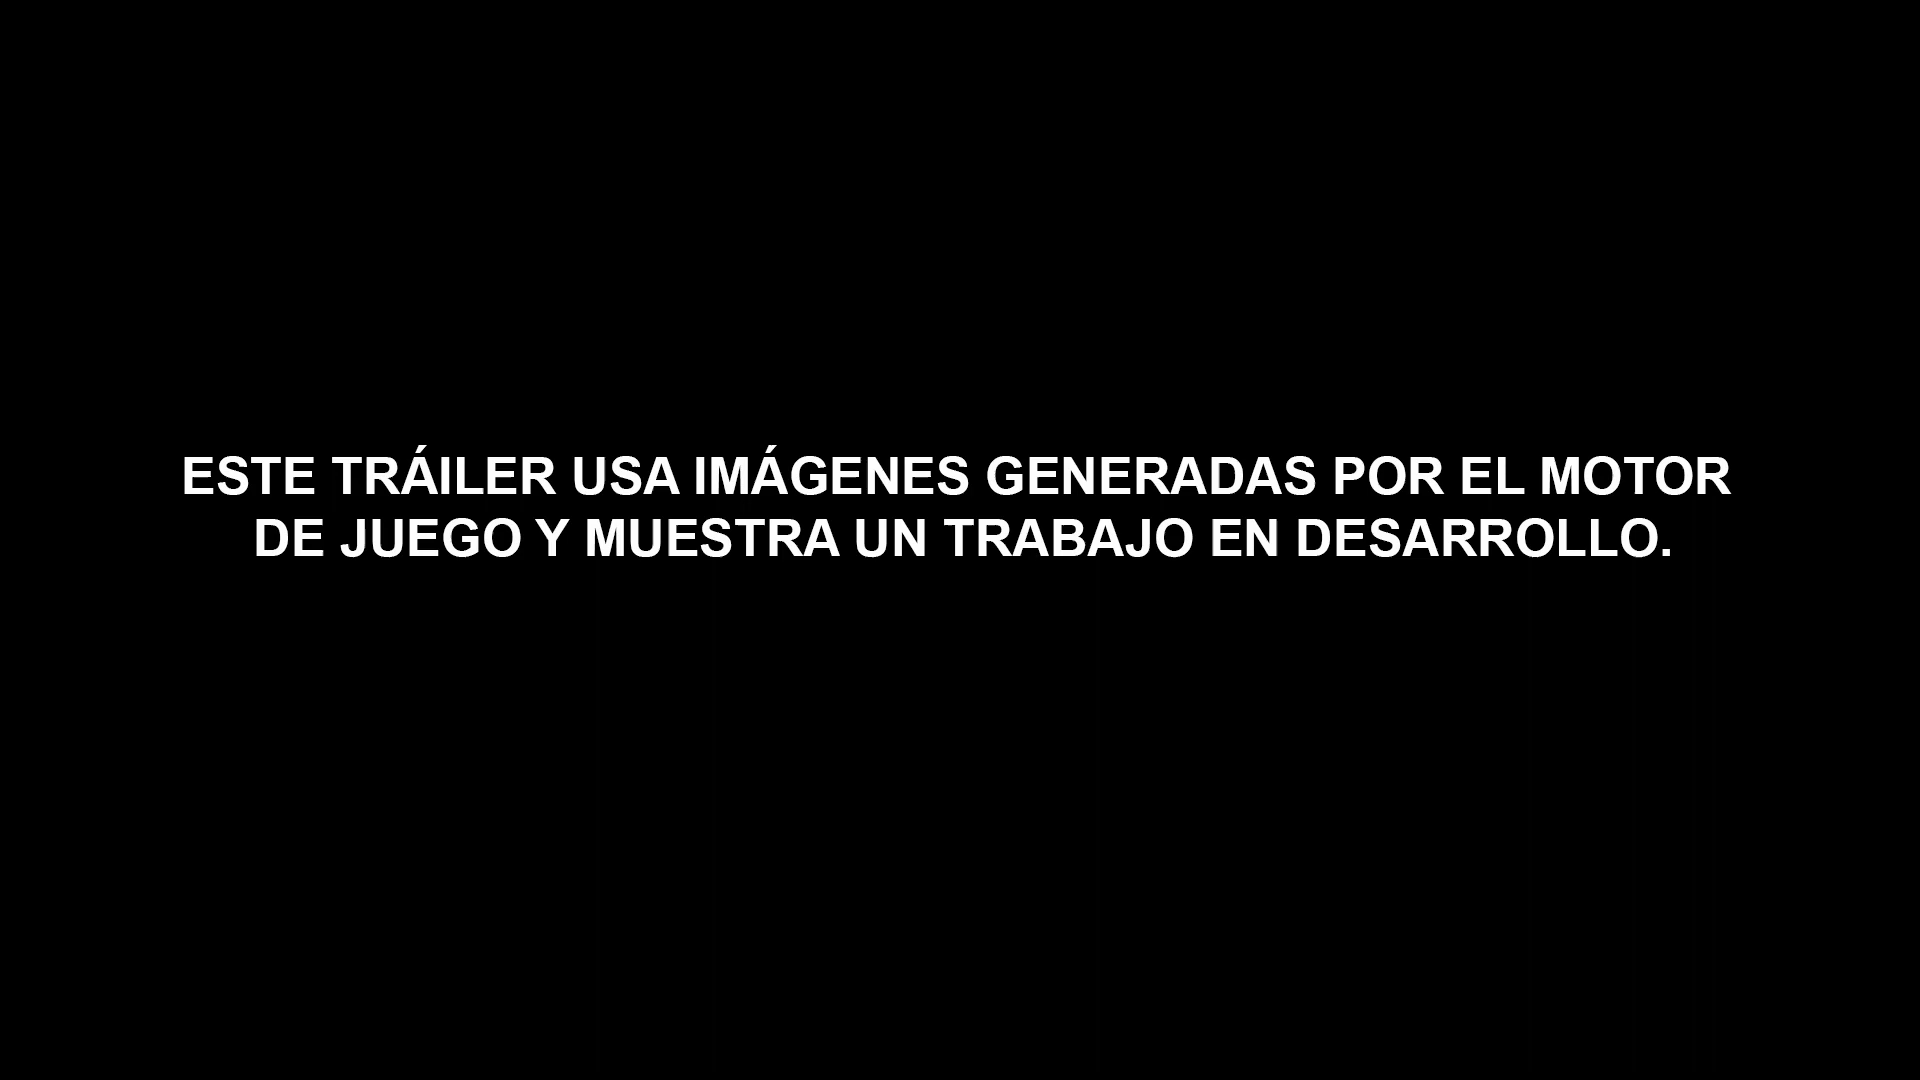 ESTE TRÁILER USA IMÁGENES GENERADAS POR EL MOTOR
DE JUEGO Y MUESTRA UN TRABAJO EN DESARROLLO.